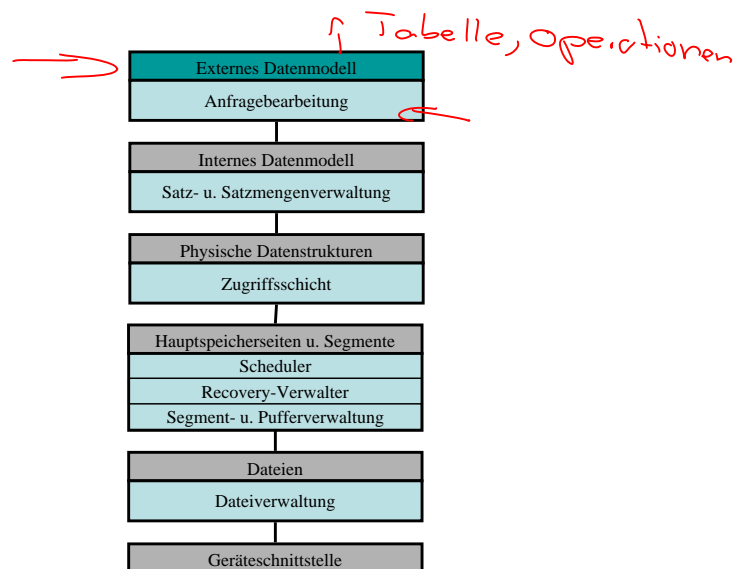 Tabelle, Operationen
Externes Datenmodell
Anfragebearbeitung
Internes Datenmodell
Satz- u. Satzmengenverwaltung
Physische Datenstrukturen
Zugriffsschicht
Hauptspeicherseiten u. Segmente
Scheduler
Recovery-Verwalter
Segment- u. Pufferverwaltung
Dateien
Dateiverwaltung
Geräteschnittstelle